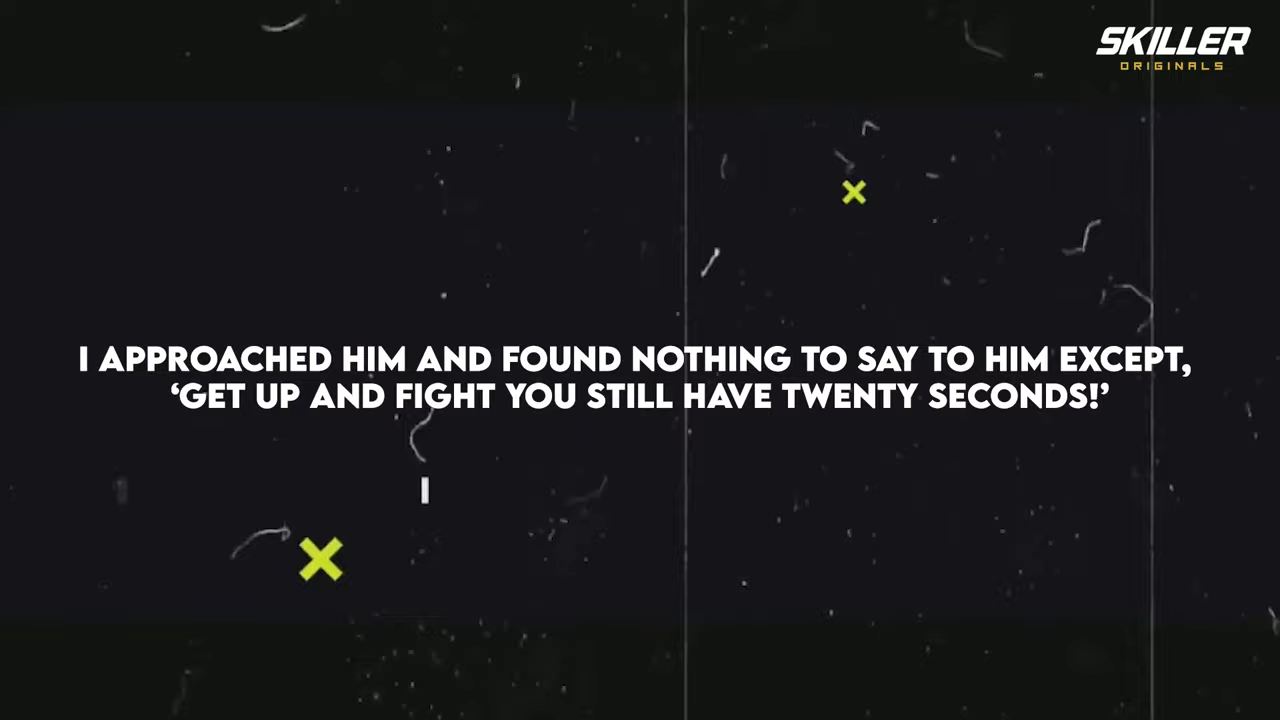 SKILLER
ORIGINALS
I APPROACHED HIM AND FOUND NOTHING TO SAY TO HIM EXCEPT,
‘GET UP AND FIGHT YOU STILL HAVE TWENTY SECONDS!’
I